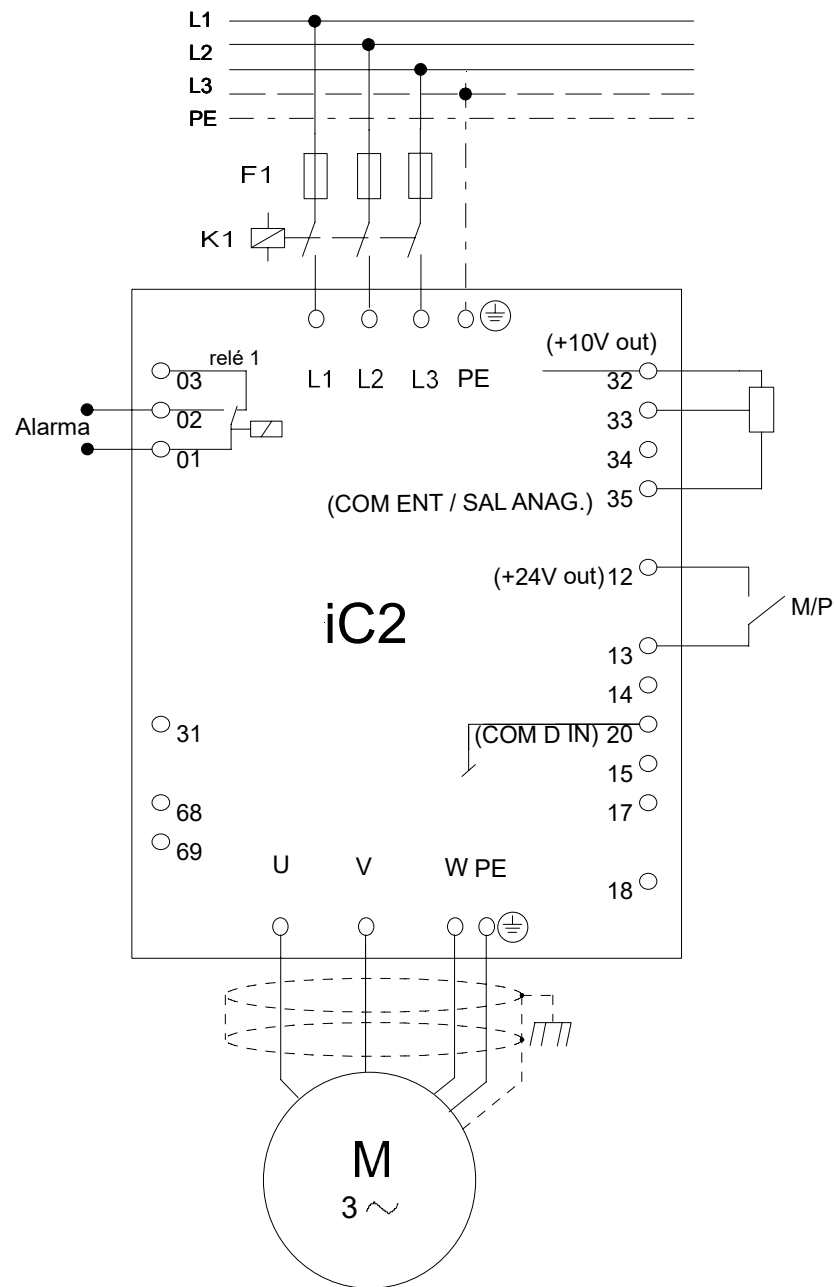 L1
L2
L3
PE
F1
K1
03
relé 1
02
Alarma
01
L1 L2 L3 PE
(+10V out)
32
33
34
(COM ENT / SAL ANAG.) 35
(+24V out) 12
M/P
iC2
13
14
31
(COM D IN) 20
15
68
17
69
18
U V W PE
M
3 ~